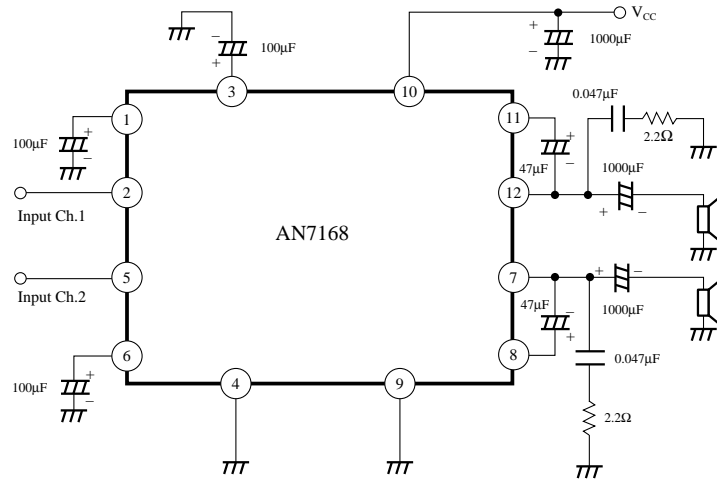 − 100µF +
+ − 1000µF V_CC
3 10
0.047µF 2.2Ω
1 11
100µF + −
47µF + −
1000µF
2 12
+ −
Input Ch.1
AN7168
5 7
+ −
Input Ch.2
47µF − +
1000µF
6 8
0.047µF
100µF + −
4 9
2.2Ω